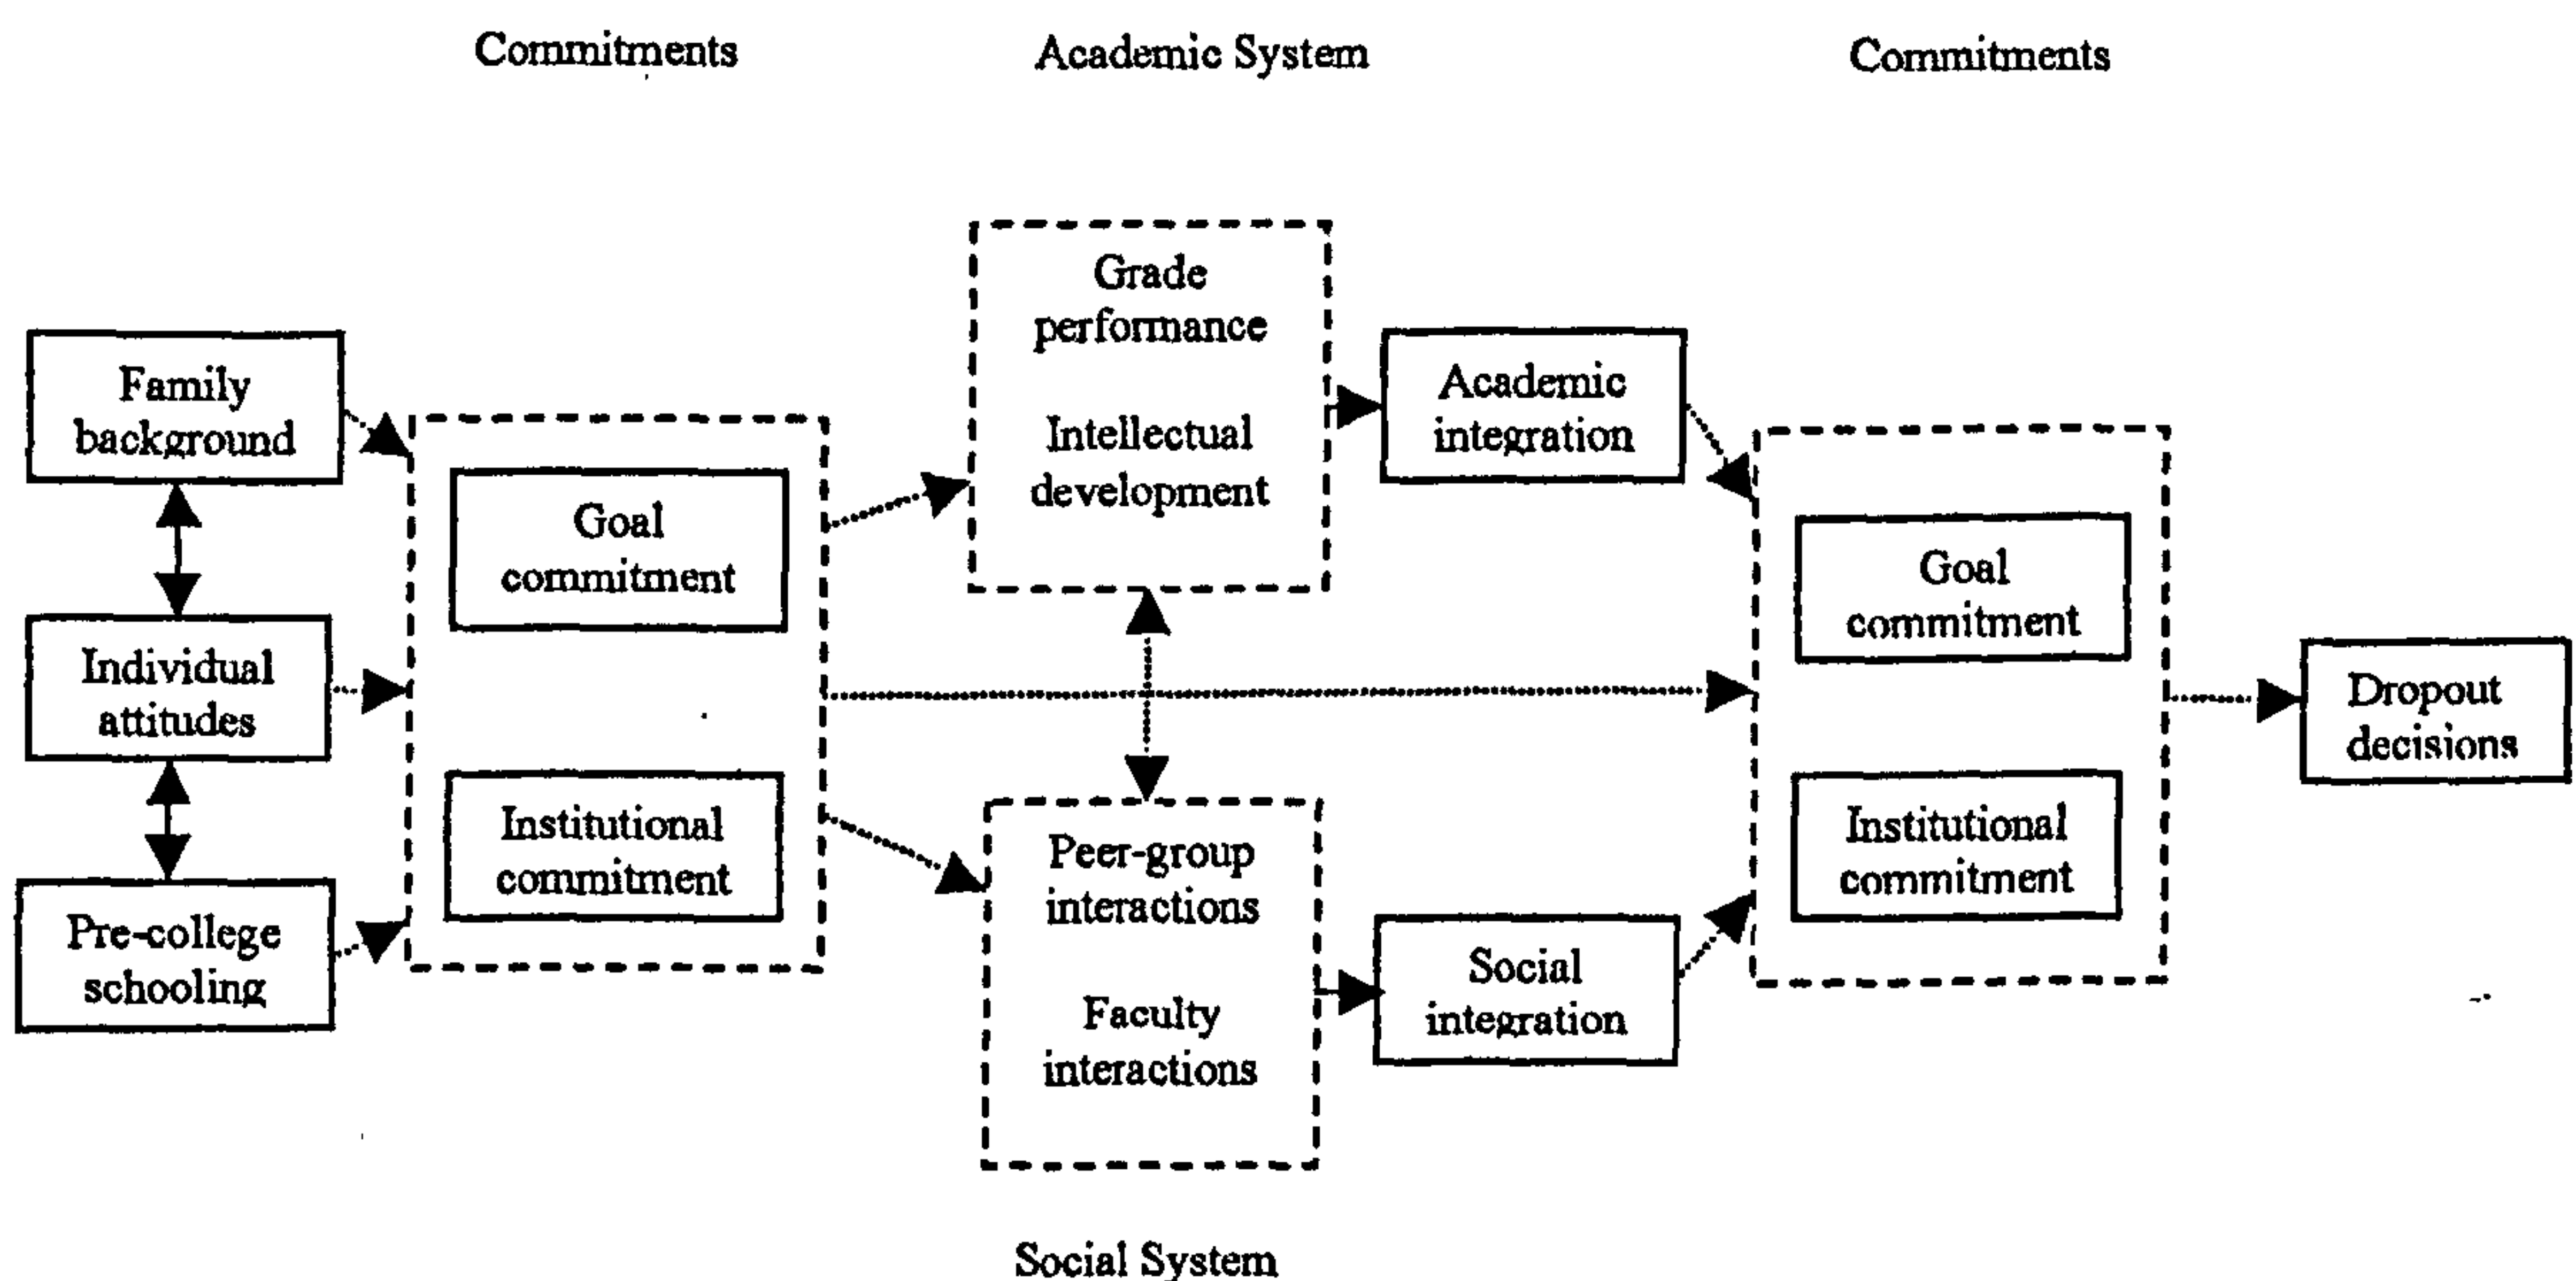 Commitments
Academic System
Commitments
Family
background
Individual
attitudes
Pre-college
schooling
Goal
commitment
Institutional
commitment
Grade
performance
Intellectual
development
Peer-group
interactions
Faculty
interactions
Academic
integration
Social
integration
Goal
commitment
Institutional
commitment
Dropout
decisions
Social System